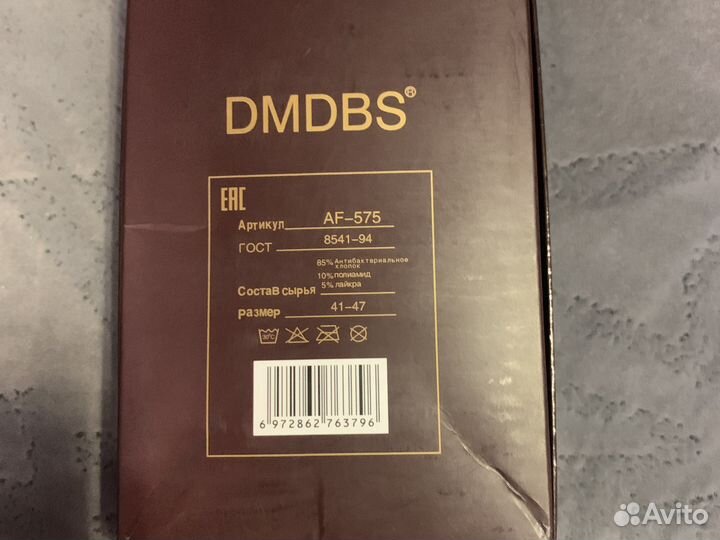 DMDBS®
EAC
Артикул AF-575
ГОСТ 8541-94
85% Антибактериальное
хлопок
10% полиамид
Состав сырья 5% лайкра
размер 41-47
30°C
6 972862 763796
Avito